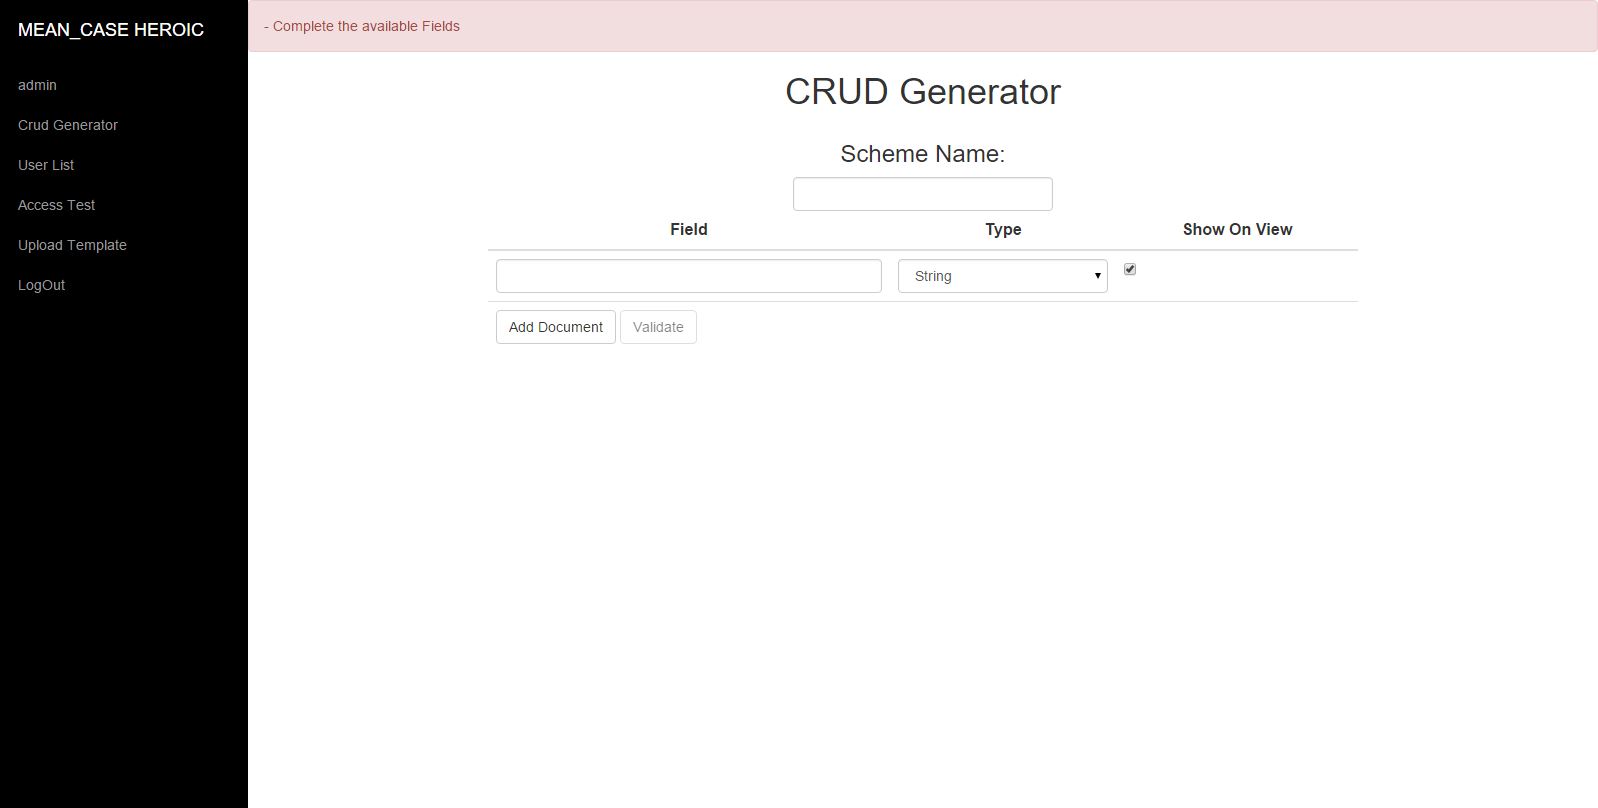 MEAN_CASE HEROIC
admin
Crud Generator
User List
Access Test
Upload Template
LogOut
- Complete the available Fields
CRUD Generator
Scheme Name:
Field Type Show On View
String
Add Document Validate